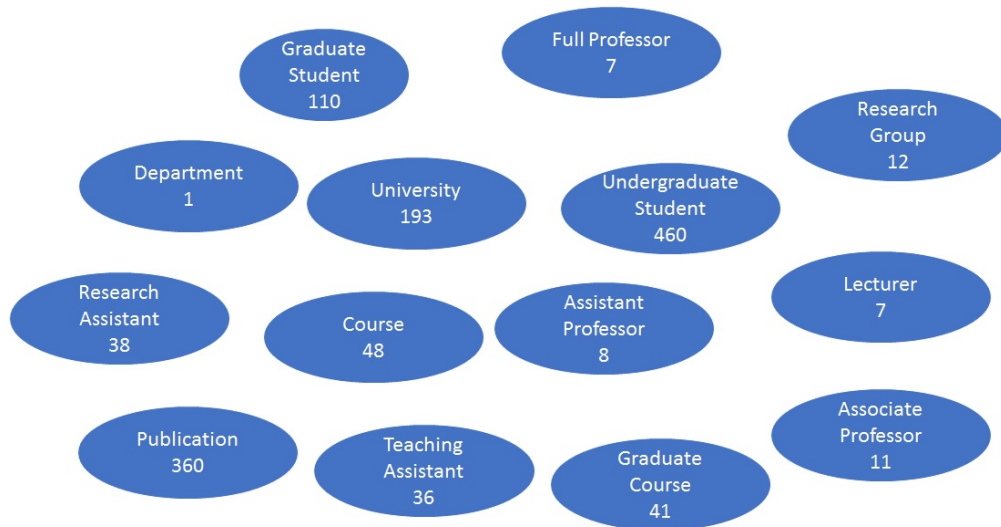 Graduate
Student
110
Full Professor
7
Research
Group
12
Department
1
University
193
Undergraduate
Student
460
Research
Assistant
38
Course
48
Assistant
Professor
8
Lecturer
7
Publication
360
Teaching
Assistant
36
Graduate
Course
41
Associate
Professor
11